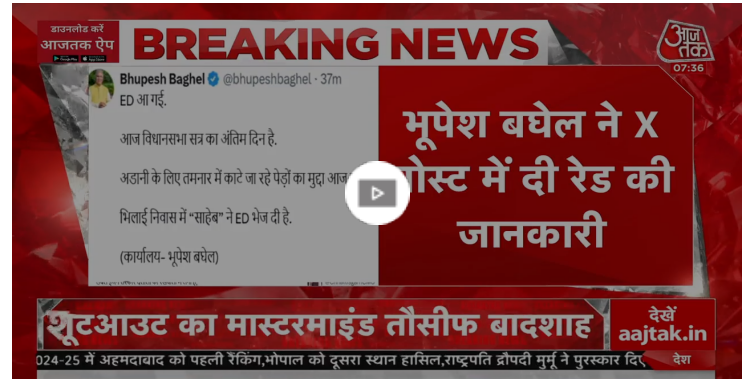 डाउनलोड करें
आजतक ऐप
BREAKING NEWS
आज
तक
07:36
Bhupesh Baghel @bhupeshbaghel · 37m
ED आ गई.
आज विधानसभा सत्र का अंतिम दिन है.
अडानी के लिए तमनार में काटे जा रहे पेड़ों का मुद्दा आज
भिलाई निवास में “साहेब” ने ED भेज दी है.
(कार्यालय- भूपेश बघेल)
भूपेश बघेल ने X
पोस्ट में दी रेड की
जानकारी
शूटआउट का मास्टरमाइंड तौसीफ बादशाह
देखें
aajtak.in
024-25 में अहमदाबाद को पहली रैंकिंग,भोपाल को दूसरा स्थान हासिल,राष्ट्रपति द्रौपदी मुर्मू ने पुरस्कार दिए
देश